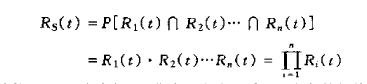 R_S(t) = P[R_1(t) ⋂ R_2(t)··· ⋂ R_n(t)]
= R_1(t) · R_2(t)···R_n(t) = ∏_{i=1}^{n} R_i(t)